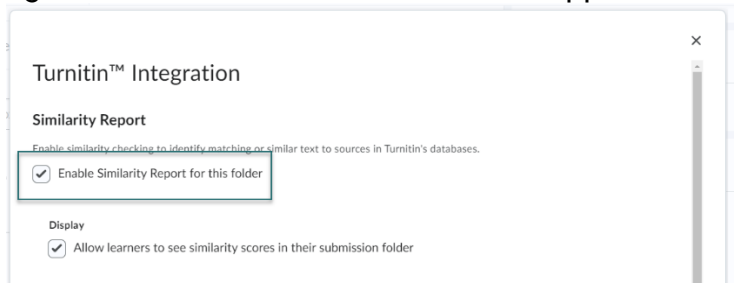 Turnitin™ Integration
Similarity Report
Enable similarity checking to identify matching or similar text to sources in Turnitin's databases.
Enable Similarity Report for this folder
Display
Allow learners to see similarity scores in their submission folder